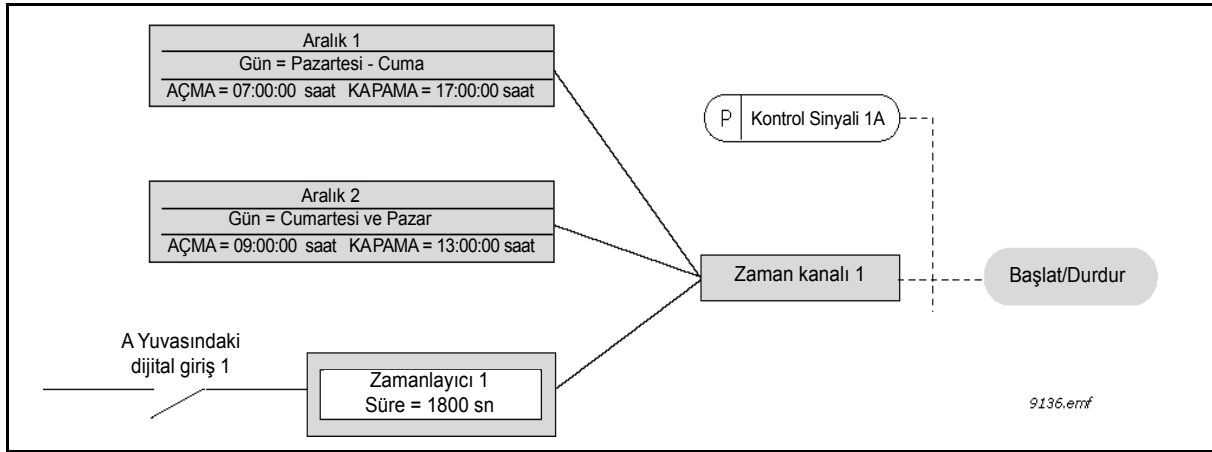 Aralık 1
Gün = Pazartesi - Cuma
AÇMA = 07:00:00 saat KAPAMA = 17:00:00 saat
P Kontrol Sinyali 1A
Aralık 2
Gün = Cumartesi ve Pazar
AÇMA = 09:00:00 saat KAPAMA = 13:00:00 saat
Zaman kanalı 1
Başlat/Durdur
A Yuvasındaki
dijital giriş 1
Zamanlayıcı 1
Süre = 1800 sn
9136.emf